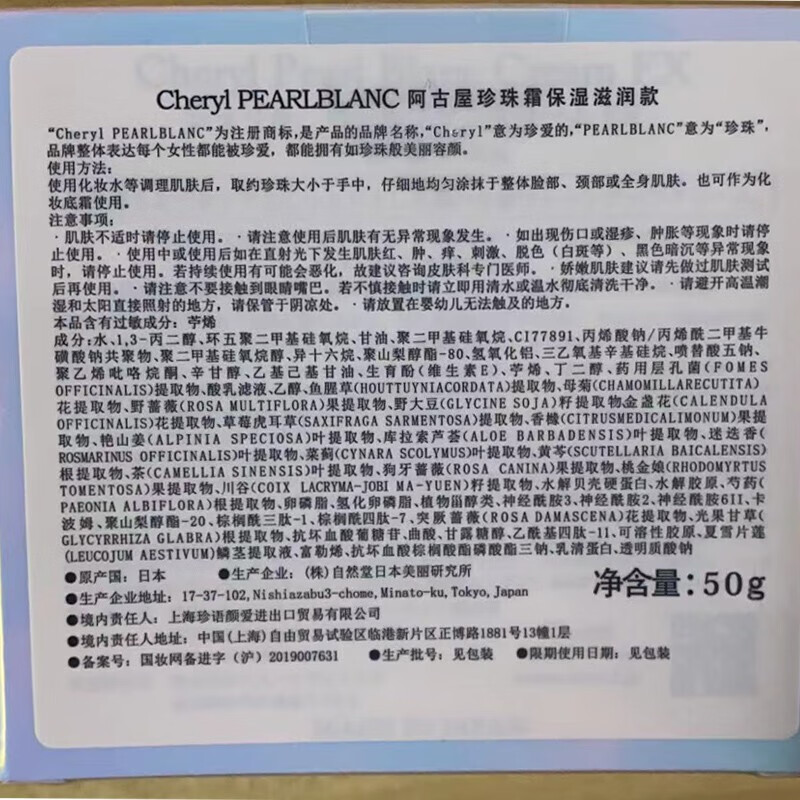 Cheryl PEARLBLANC 阿古屋珍珠霜保湿滋润款
“Cheryl PEARLBLANC”为注册商标,是产品的品牌名称,“Cheryl”意为珍爱的,“PEARLBLANC”意为“珍珠”,
品牌整体表达每个女性都能被珍爱，都能拥有如珍珠般美丽容颜。
使用方法:
使用化妆水等调理肌肤后，取约珍珠大小于手中，仔细地均匀涂抹于整体脸部、颈部或全身肌肤。也可作为化
妆底霜使用。
注意事项:
·肌肤不适时请停止使用。·请注意使用后肌肤有无异常现象发生。·如出现伤口或湿疹、肿胀等现象时请停
止使用。·使用中或使用后如在直射光下发生肌肤红、肿、痒、刺激、脱色（白斑等）、黑色暗沉等异常现象
时，请停止使用。若持续使用有可能会恶化，故建议咨询皮肤科专门医师。·娇嫩肌肤建议请先做过肌肤测试
后再使用。·请注意不要接触到眼睛嘴巴。若不慎接触时请立即用清水或温水彻底清洗干净。·请避开高温潮
湿和太阳直接照射的地方，请保管于阴凉处。·请放置在婴幼儿无法触及的地方。
本品含有过敏成分：苧烯
成分:水、1,3-丙二醇、环五聚二甲基硅氧烷、甘油、聚二甲基硅氧烷、CI77891、丙烯酸钠/丙烯酰二甲基牛
磺酸钠共聚物、聚二甲基硅氧烷醇、异十六烷、聚山梨醇酯-80、氢氧化铝、三乙氧基辛基硅烷、喷替酸五钠、
聚乙烯吡咯烷酮、辛甘醇、乙基己基甘油、生育酚(维生素E)、苧烯、丁二醇、药用层孔菌(FOMES
OFFICINALIS)提取物、酸乳滤液、乙醇、鱼腥草(HOUTTUYNIACORDATA)提取物、母菊(CHAMOMILLARECUTITA)
花提取物、野蔷薇(ROSA MULTIFLORA)果提取物、野大豆(GLYCINE SOJA)籽提取物、金盏花(CALENDULA
OFFICINALIS)花提取物、草莓虎耳草(SAXIFRAGA SARMENTOSA)提取物、香橼(CITRUSMEDICALIMONUM)果提
取物、艳山姜(ALPINIA SPECIOSA)叶提取物、库拉索芦荟(ALOE BARBADENSIS)叶提取物、迷迭香(
ROSMARINUS OFFICINALIS)叶提取物、菜蓟(CYNARA SCOLYMUS)叶提取物、黄芩(SCUTELLARIA BAICALENSIS)
根提取物、茶(CAMELLIA SINENSIS)叶提取物、狗牙蔷薇(ROSA CANINA)果提取物、桃金娘(RHODOMYRTUS
TOMENTOSA)果提取物、川谷(COIX LACRYMA-JOBI MA-YUEN)籽提取物、水解贝壳硬蛋白、水解胶原、芍药(
PAEONIA ALBIFLORA)根提取物、卵磷脂、氢化卵磷脂、植物甾醇类、神经酰胺3、神经酰胺2、神经酰胺6II、卡
波姆、聚山梨醇酯-20、棕榈酰三肽-1、棕榈酰四肽-7、突厥蔷薇(ROSA DAMASCENA)花提取物、光果甘草(
GLYCYRRHIZA GLABRA)根提取物、抗坏血酸葡糖苷、曲酸、甘露糖醇、乙酰基四肽-11、可溶性胶原、夏雪片莲
(LEUCOJUM AESTIVUM)鳞茎提取液、富勒烯、抗坏血酸棕榈酸酯磷酸酯三钠、乳清蛋白、透明质酸钠
●原产国：日本 ●生产企业：(株)自然堂日本美丽研究所
净含量:50g
●生产企业地址：17-37-102,Nishiazabu3-chome,Minato-ku,Tokyo,Japan
●境内责任人：上海珍语颜爱进出口贸易有限公司
●境内责任人地址：中国(上海)自由贸易试验区临港新片区正博路1881号13幢1层
●备案号：国妆网备进字（沪）2019007631 ●生产批号：见包装 ●限期使用日期：见包装